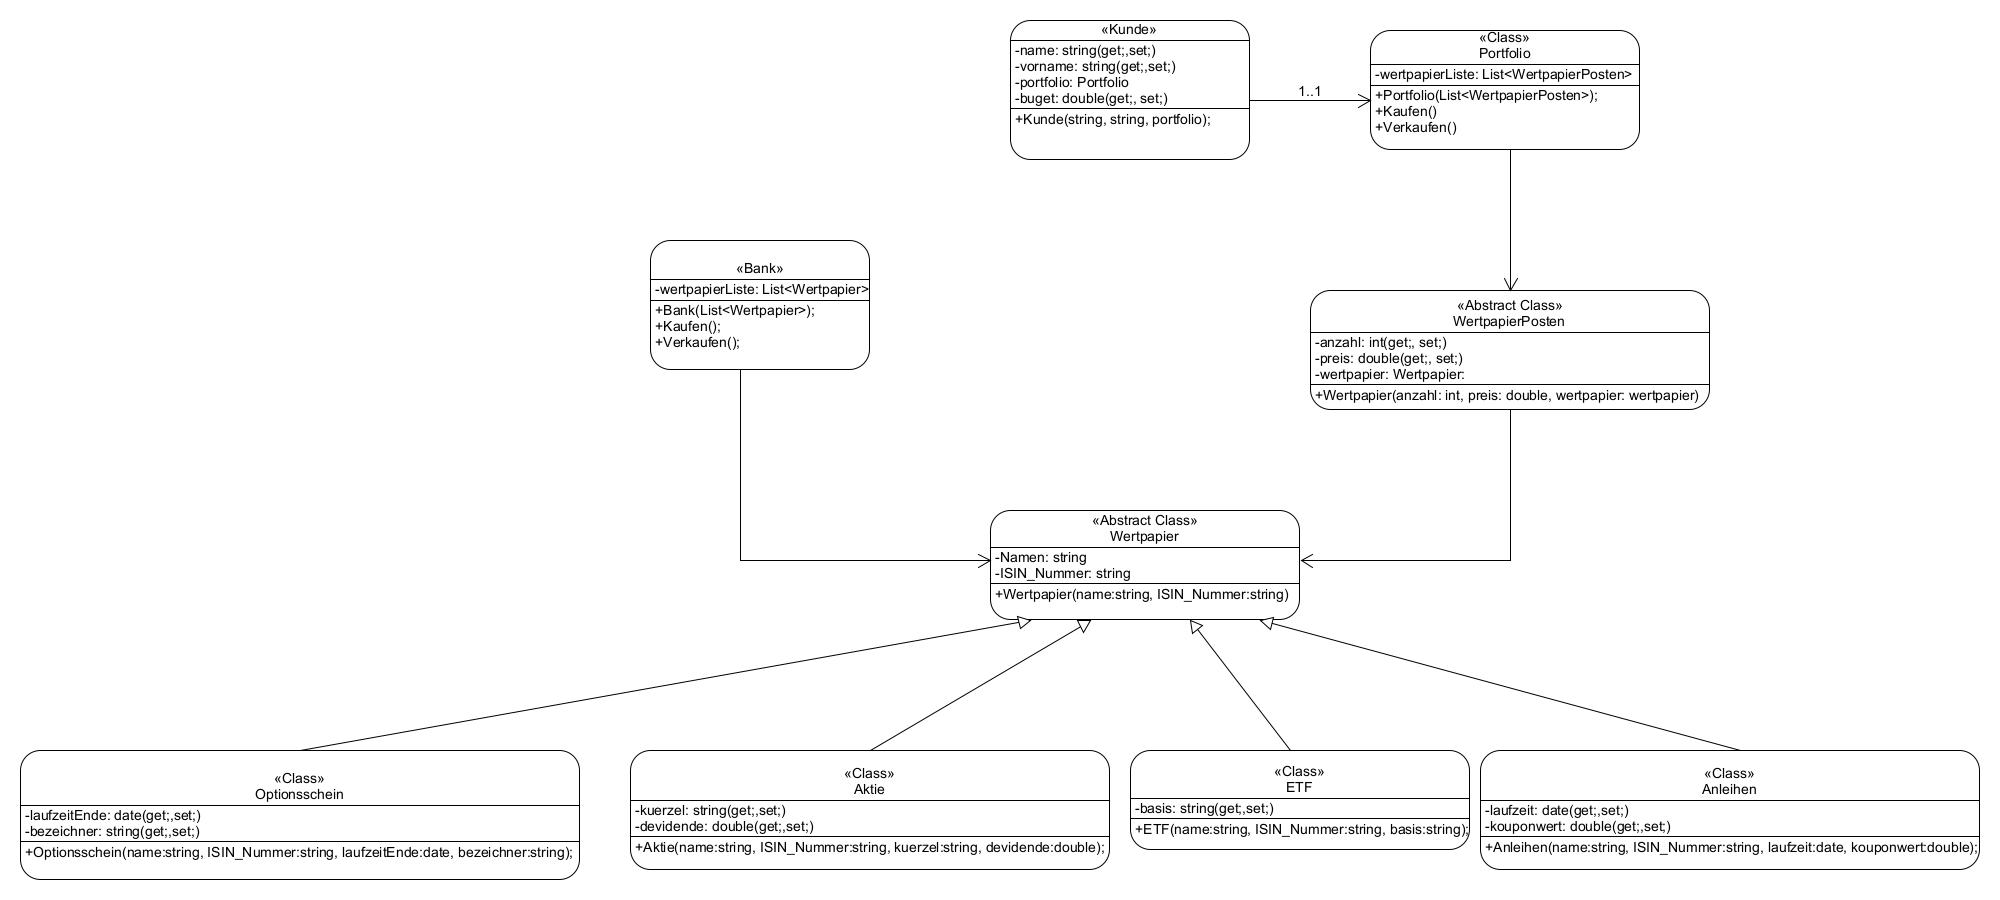 «Kunde»
-name: string(get;,set;)
-vorname: string(get;,set;)
-portfolio: Portfolio
-buget: double(get;, set;)
+Kunde(string, string, portfolio);
1..1
«Class»
Portfolio
-wertpapierListe: List<WertpapierPosten>
+Portfolio(List<WertpapierPosten>);
+Kaufen()
+Verkaufen()
«Bank»
-wertpapierListe: List<Wertpapier>
+Bank(List<Wertpapier>);
+Kaufen();
+Verkaufen();
«Abstract Class»
WertpapierPosten
-anzahl: int(get;, set;)
-preis: double(get;, set;)
-wertpapier: Wertpapier:
+Wertpapier(anzahl: int, preis: double, wertpapier: wertpapier)
«Abstract Class»
Wertpapier
-Namen: string
-ISIN_Nummer: string
+Wertpapier(name:string, ISIN_Nummer:string)
«Class»
Optionsschein
-laufzeitEnde: date(get;,set;)
-bezeichner: string(get;,set;)
+Optionsschein(name:string, ISIN_Nummer:string, laufzeitEnde:date, bezeichner:string);
«Class»
Aktie
-kuerzel: string(get;,set;)
-devidende: double(get;,set;)
+Aktie(name:string, ISIN_Nummer:string, kuerzel:string, devidende:double);
«Class»
ETF
-basis: string(get;,set;)
+ETF(name:string, ISIN_Nummer:string, basis:string);
«Class»
Anleihen
-laufzeit: date(get;,set;)
-kouponwert: double(get;,set;)
+Anleihen(name:string, ISIN_Nummer:string, laufzeit:date, kouponwert:double);